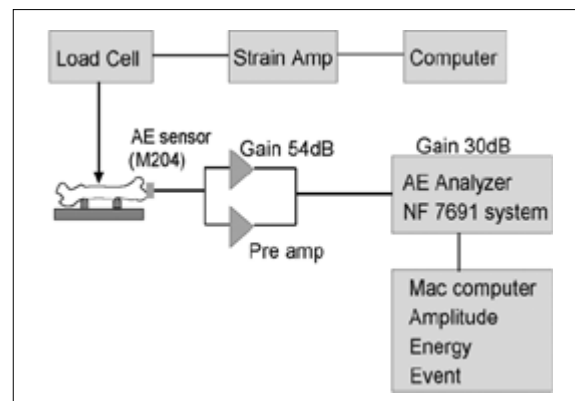 Load Cell
Strain Amp
Computer
AE sensor
(M204)
Gain 54dB
Pre amp
Gain 30dB
AE Analyzer
NF 7691 system
Mac computer
Amplitude
Energy
Event